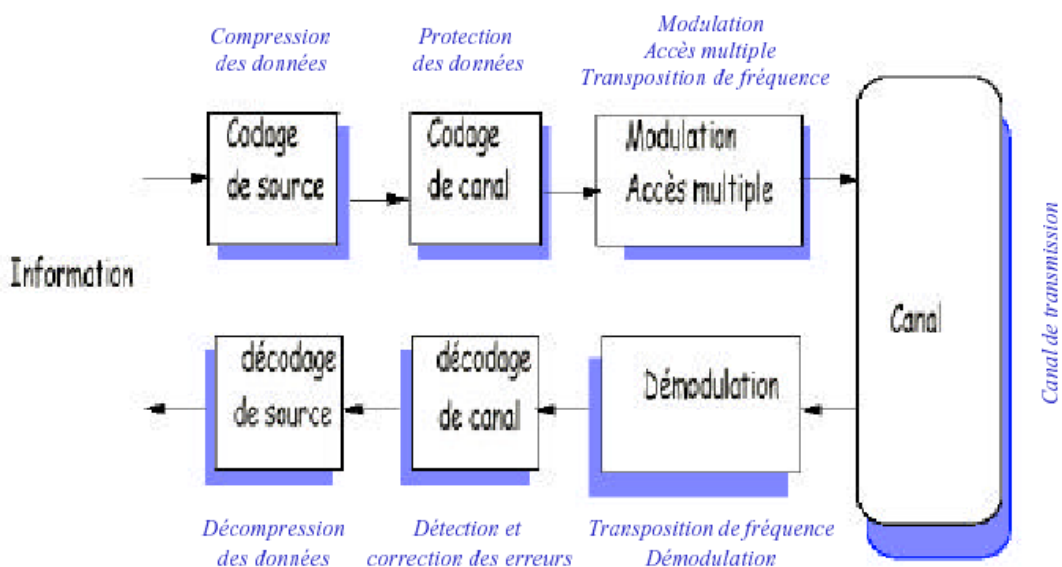 Compression
des données
Protection
des données
Modulation
Accès multiple
Transposition de fréquence
Codage
de source
Codage
de canal
Modulation
Accès multiple
Information
Canal
Canal de transmission
décodage
de source
décodage
de canal
Démodulation
Décompression
des données
Détection et
correction des erreurs
Transposition de fréquence
Démodulation